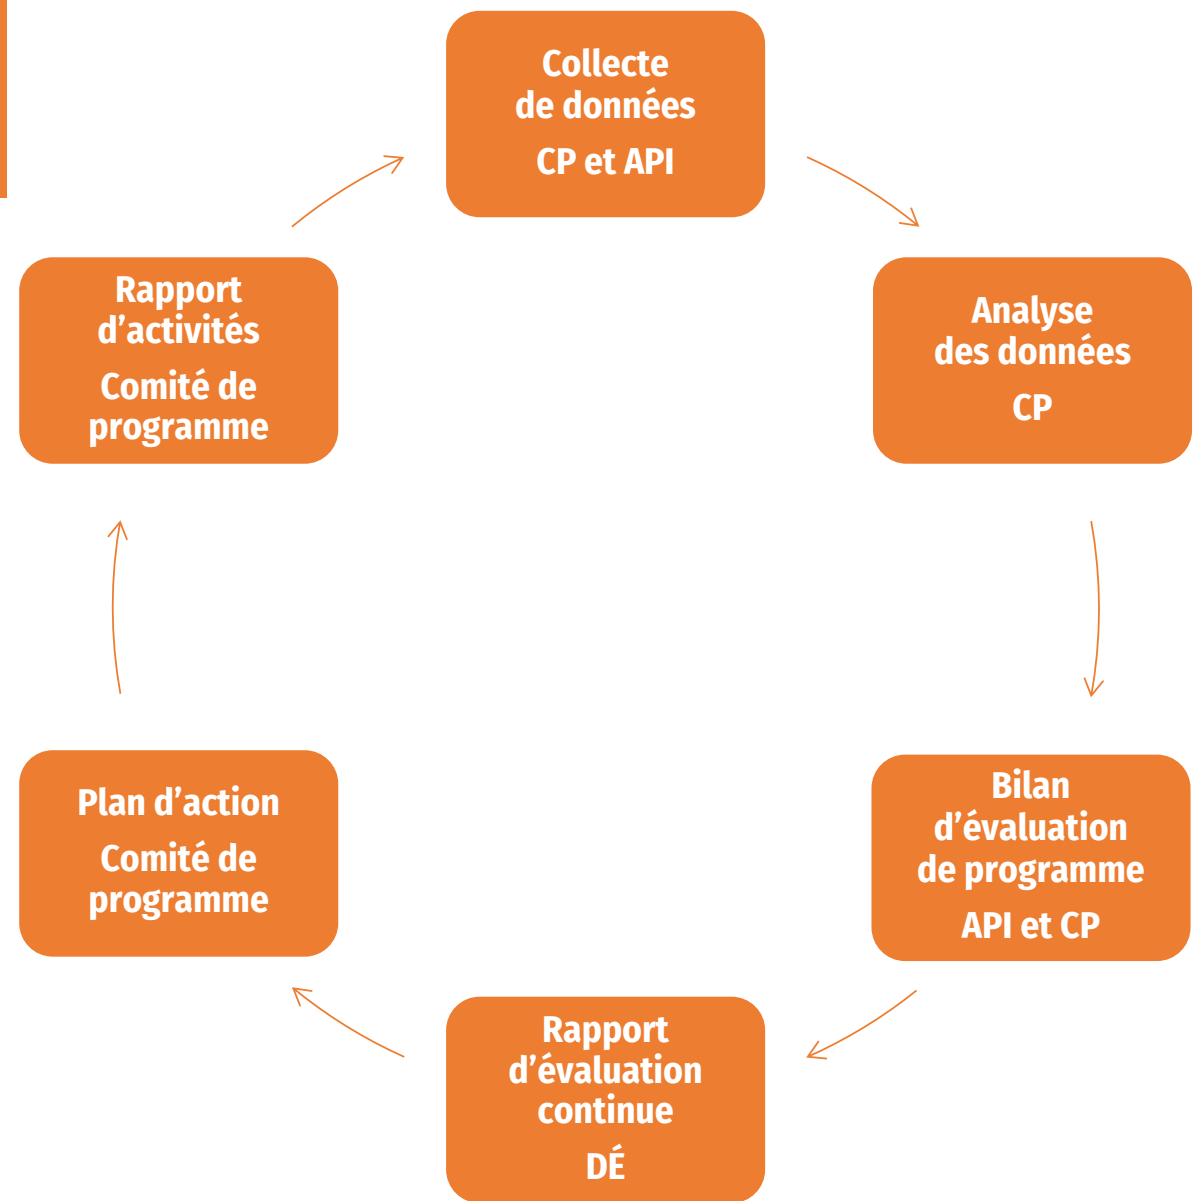 Collecte
de données
CP et API
Analyse
des données
CP
Bilan
d’évaluation
de programme
API et CP
Rapport
d’évaluation
continue
DÉ
Plan d’action
Comité de
programme
Rapport
d’activités
Comité de
programme